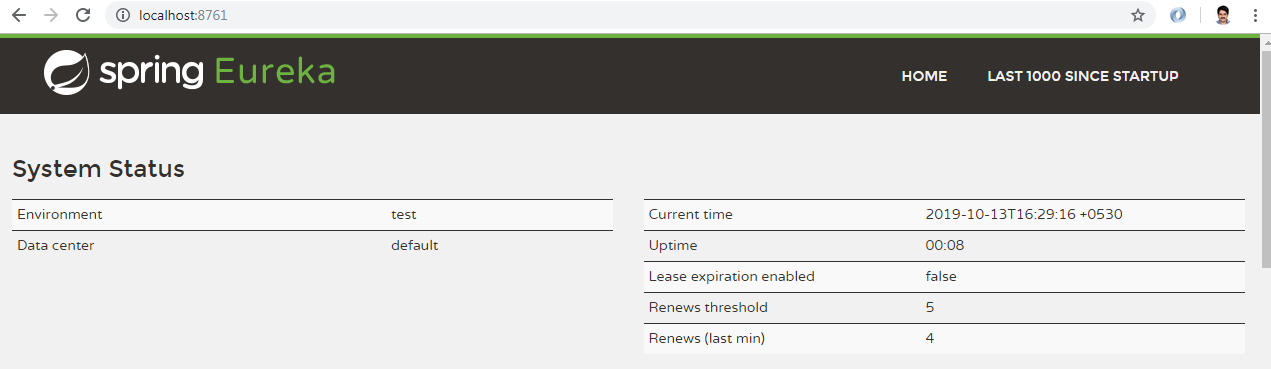 localhost:8761
spring Eureka
HOME LAST 1000 SINCE STARTUP
System Status
Environment test
Data center default
Current time 2019-10-13T16:29:16 +0530
Uptime 00:08
Lease expiration enabled false
Renews threshold 5
Renews (last min) 4